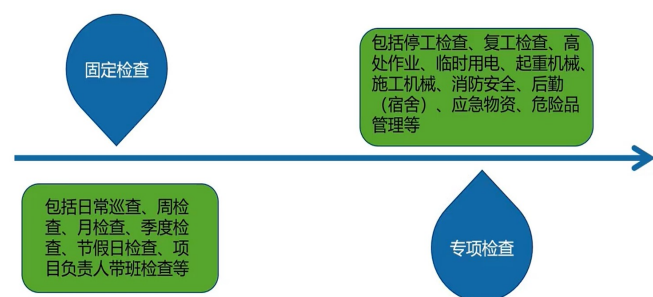 固定检查
包括日常巡查、周检
查、月检查、季度检
查、节假日检查、项
目负责人带班检查等
包括停工检查、复工检查、高
处作业、临时用电、起重机械、
施工机械、消防安全、后勤
（宿舍）、应急物资、危险品
管理等
专项检查